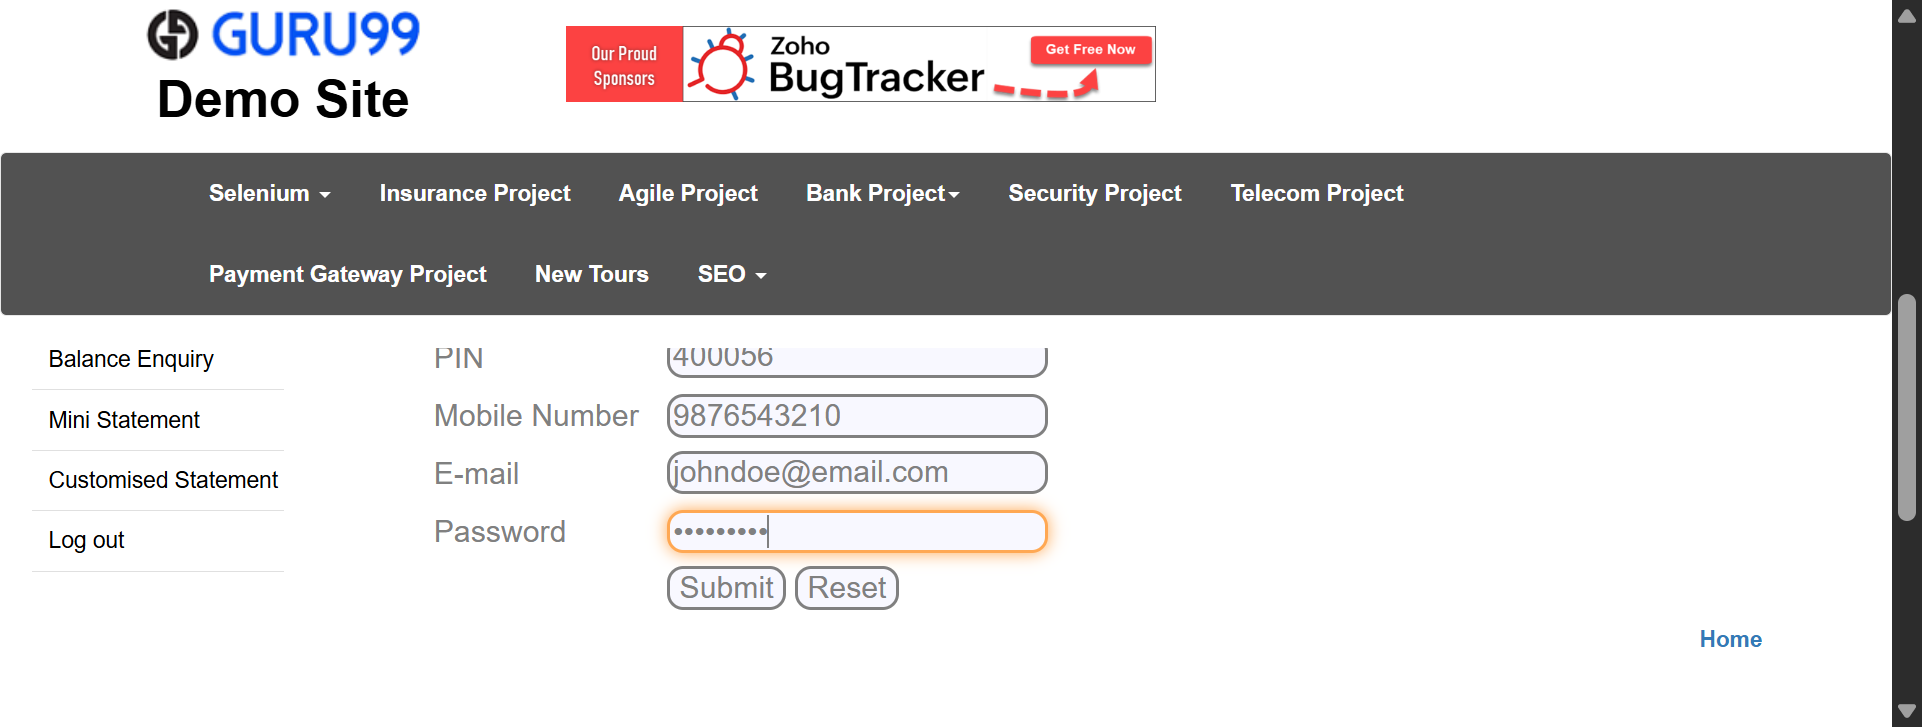 GURU99
Demo Site
Our Proud
Sponsors
Zoho
BugTracker
Get Free Now
Selenium
Insurance Project
Agile Project
Bank Project
Security Project
Telecom Project
Payment Gateway Project
New Tours
SEO
Balance Enquiry
Mini Statement
Customised Statement
Log out
PIN 400056
Mobile Number 9876543210
E-mail johndoe@email.com
Password •••••••••
Submit Reset
Home